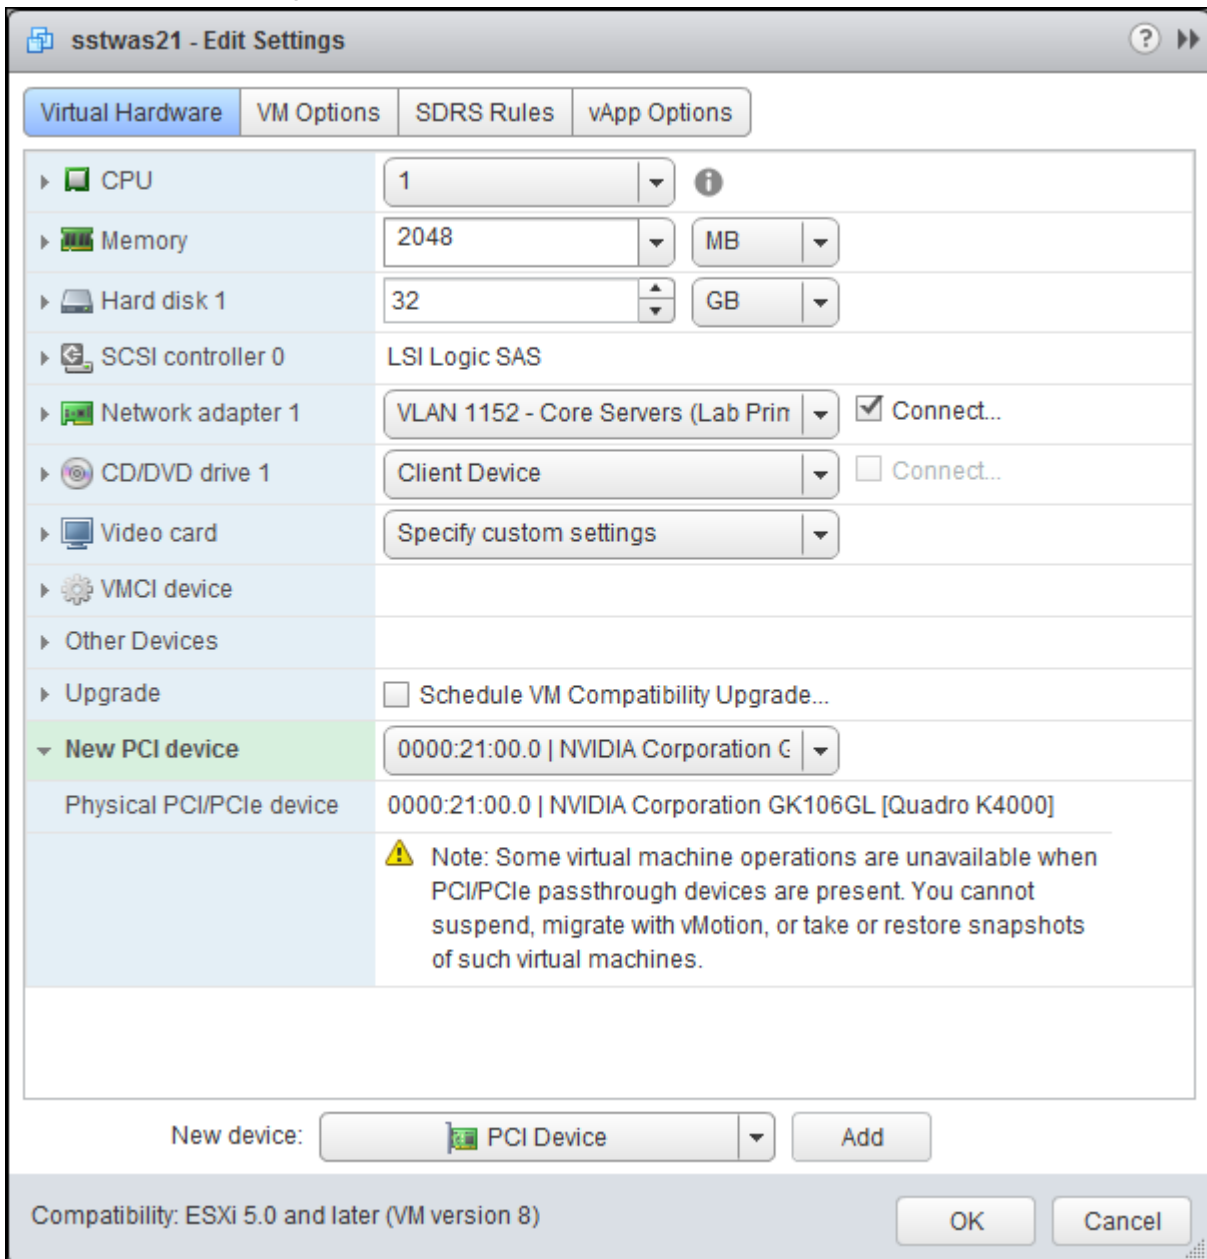 sstwas21 - Edit Settings
Virtual Hardware VM Options SDRS Rules vApp Options
CPU 1
Memory 2048 MB
Hard disk 1 32 GB
SCSI controller 0 LSI Logic SAS
Network adapter 1 VLAN 1152 - Core Servers (Lab Prim Connect...
CD/DVD drive 1 Client Device Connect...
Video card Specify custom settings
VMCI device
Other Devices
Upgrade Schedule VM Compatibility Upgrade...
New PCI device 0000:21:00.0 | NVIDIA Corporation G
Physical PCI/PCIe device 0000:21:00.0 | NVIDIA Corporation GK106GL [Quadro K4000]
Note: Some virtual machine operations are unavailable when
PCI/PCIe passthrough devices are present. You cannot
suspend, migrate with vMotion, or take or restore snapshots
of such virtual machines.
New device: PCI Device Add
Compatibility: ESXi 5.0 and later (VM version 8) OK Cancel